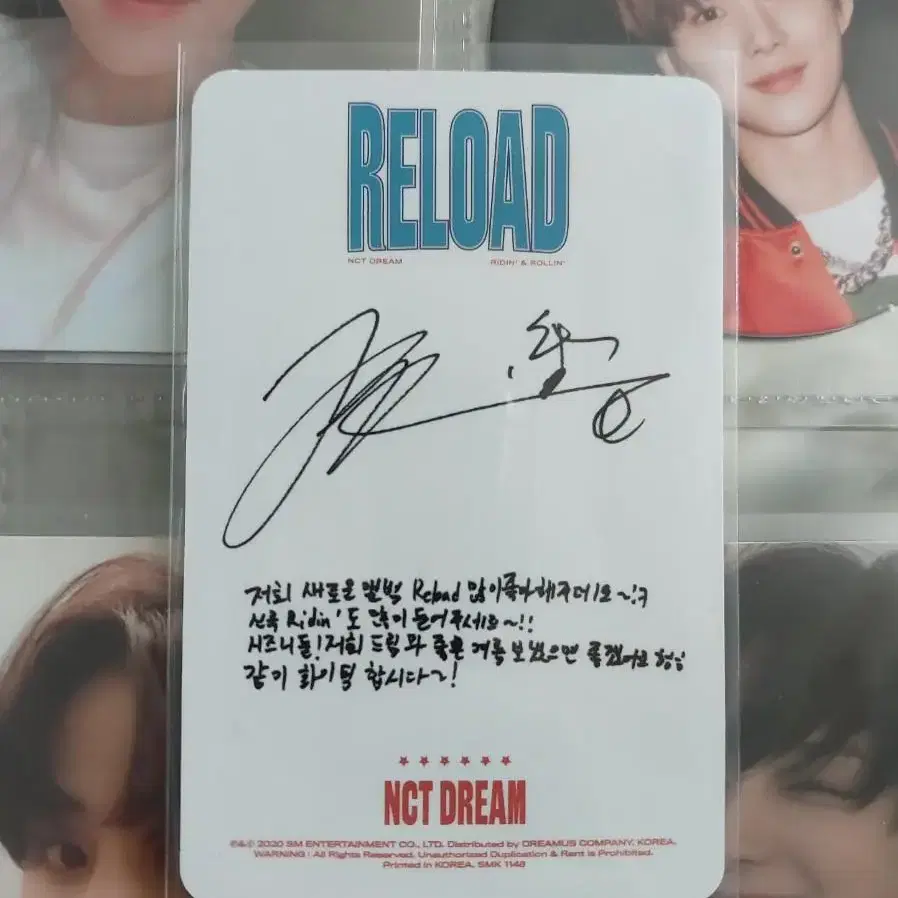 RELOAD
NCT DREAM RIDIN' & ROLLIN'
저희 새로운 앨범 Reload 많이좋아해주세요~!ㅋ
신곡 Ridin'도 많이 들어주세요~!!
시즈니들! 저희 드림과 좋은 계록보냈으면 좋겠어요
같이 화이팅 합시다~!
NCT DREAM
℗&© 2020 SM ENTERTAINMENT CO., LTD. Distributed by DREAMUS COMPANY. KOREA.
WARNING : All Rights Reserved. Unauthorized Duplication & Rent is Prohibited.
Printed in KOREA. SMK 1148